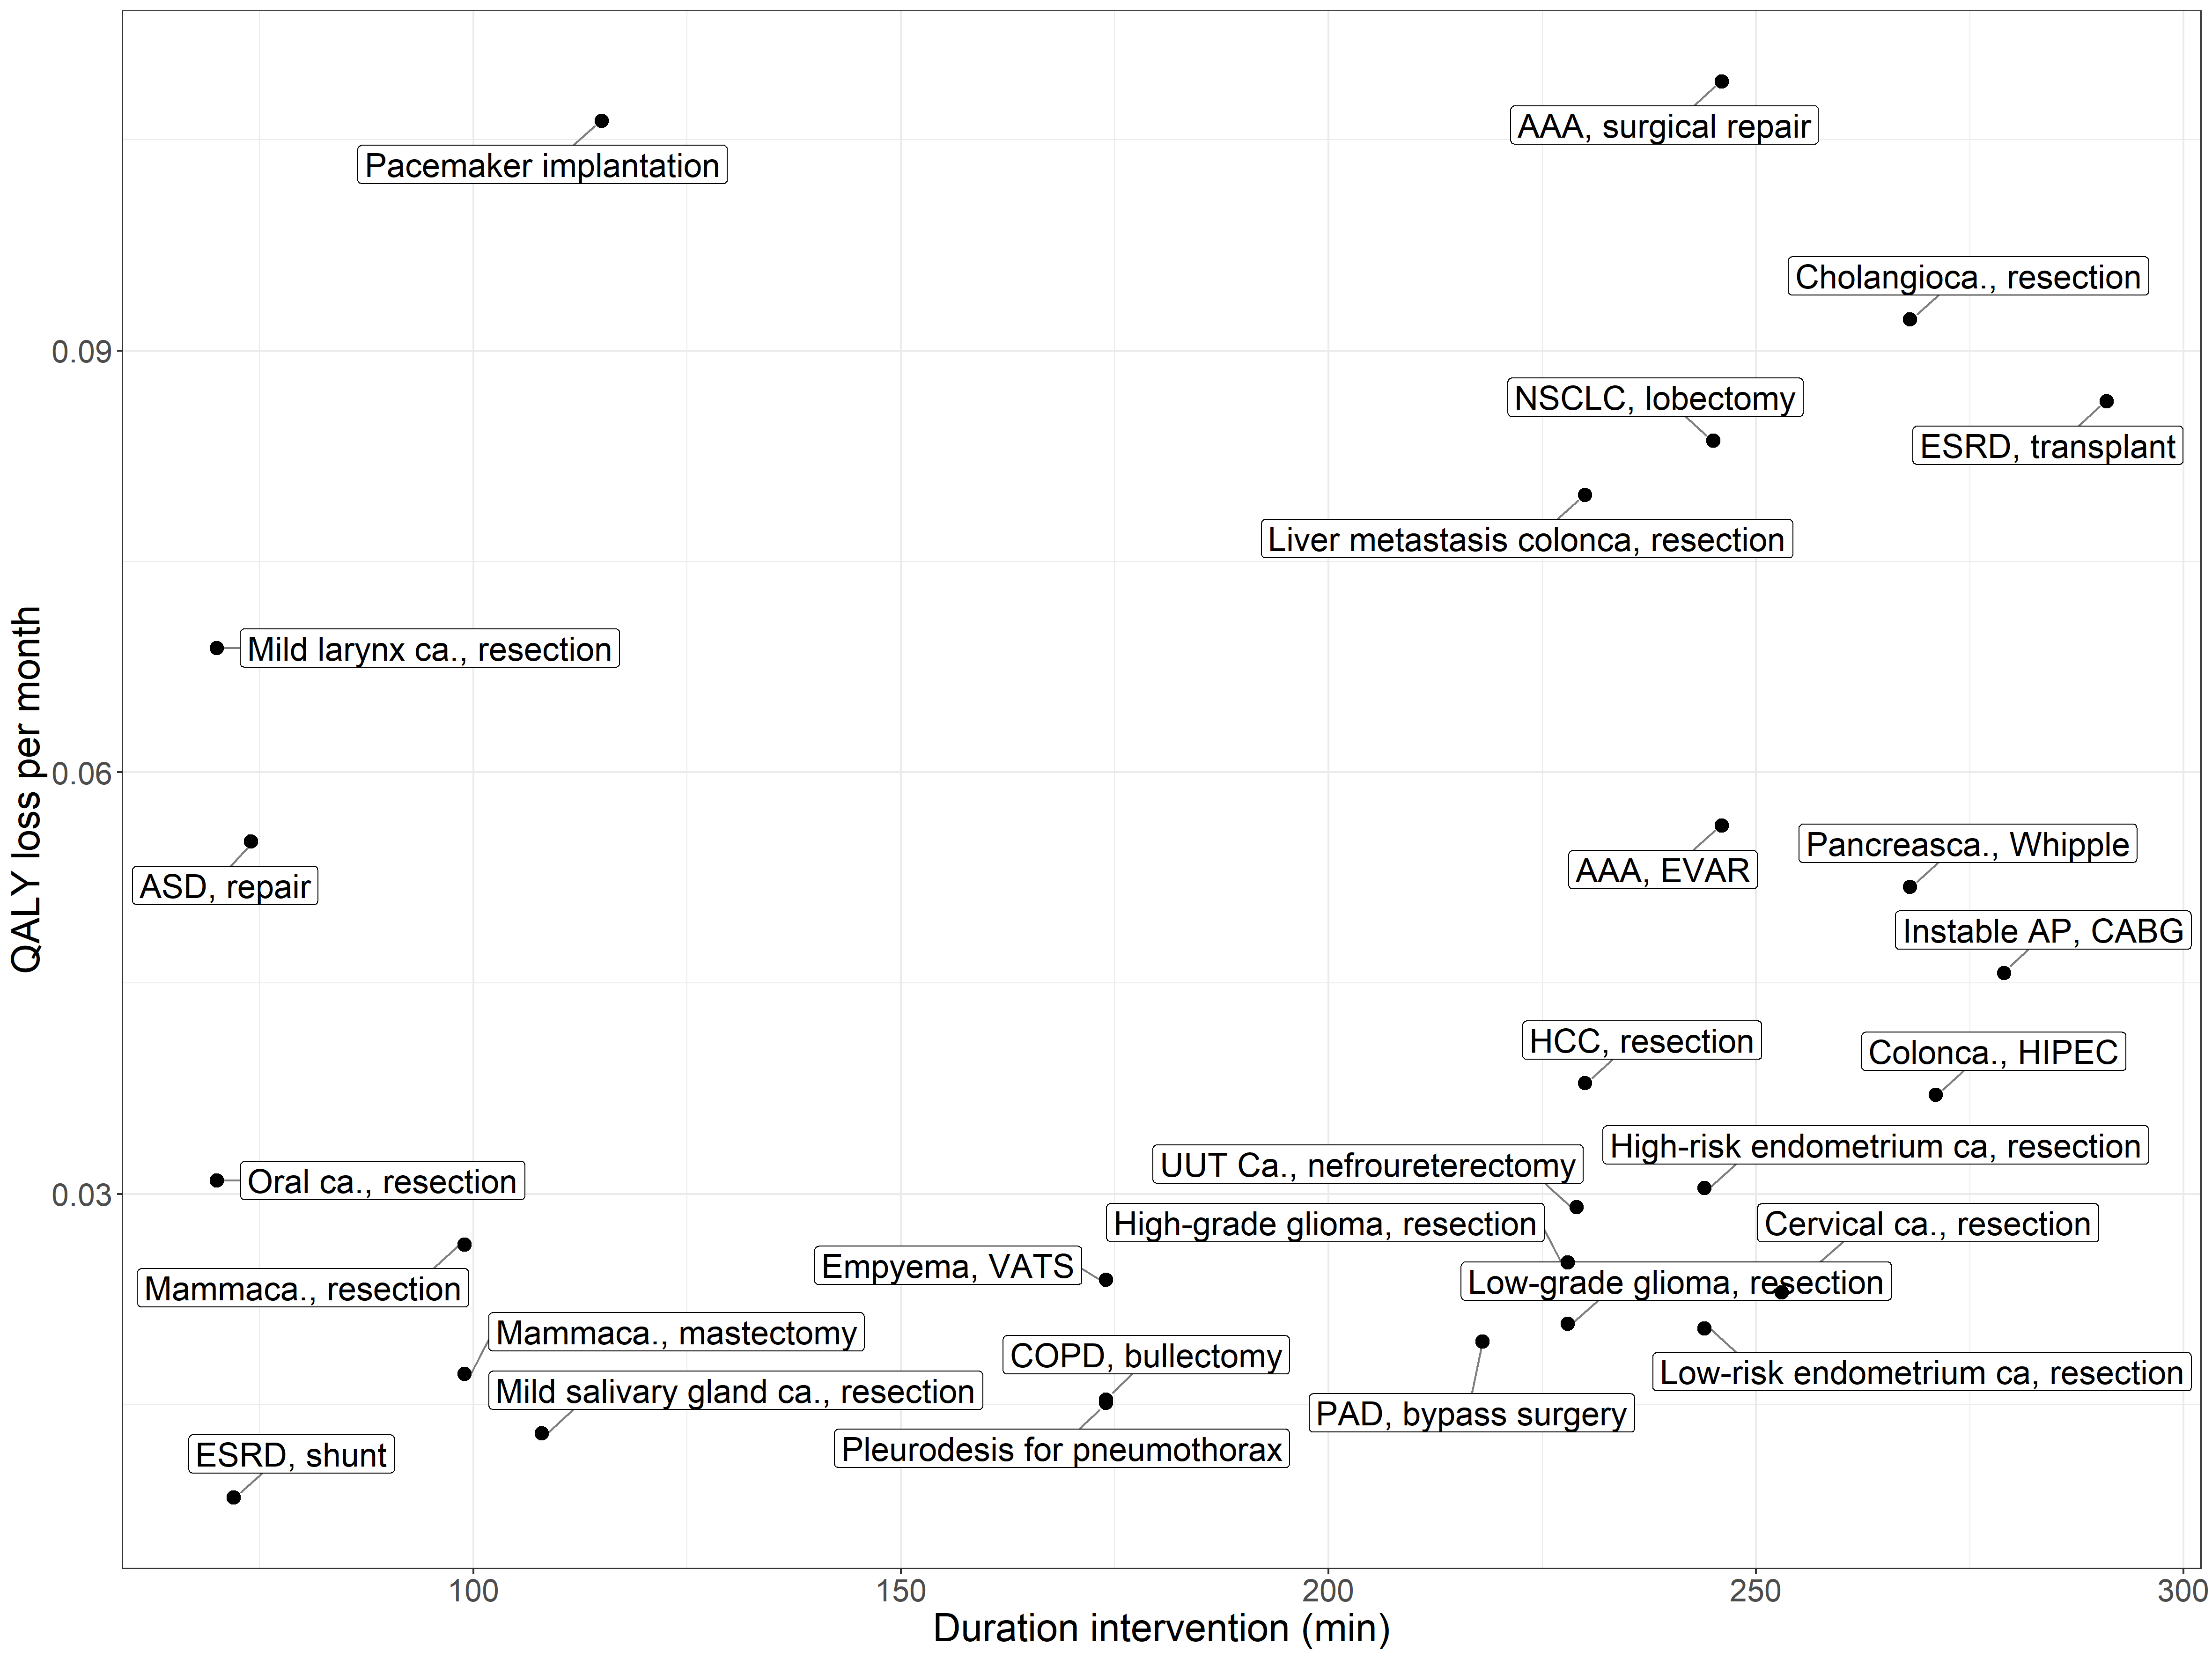 AAA, surgical repair
Pacemaker implantation
Cholangioca., resection
0.09
NSCLC, lobectomy
ESRD, transplant
Liver metastasis colonca, resection
Mild larynx ca., resection
QALY loss per month
0.06
ASD, repair
AAA, EVAR
Pancreasca., Whipple
Instable AP, CABG
HCC, resection
Colonca., HIPEC
High-risk endometrium ca, resection
UUT Ca., nefroureterectomy
Oral ca., resection
0.03
High-grade glioma, resection
Cervical ca., resection
Empyema, VATS
Low-grade glioma, resection
Mammaca., resection
Mammaca., mastectomy
COPD, bullectomy
Low-risk endometrium ca, resection
Mild salivary gland ca., resection
PAD, bypass surgery
Pleurodesis for pneumothorax
ESRD, shunt
100
150
200
250
300
Duration intervention (min)